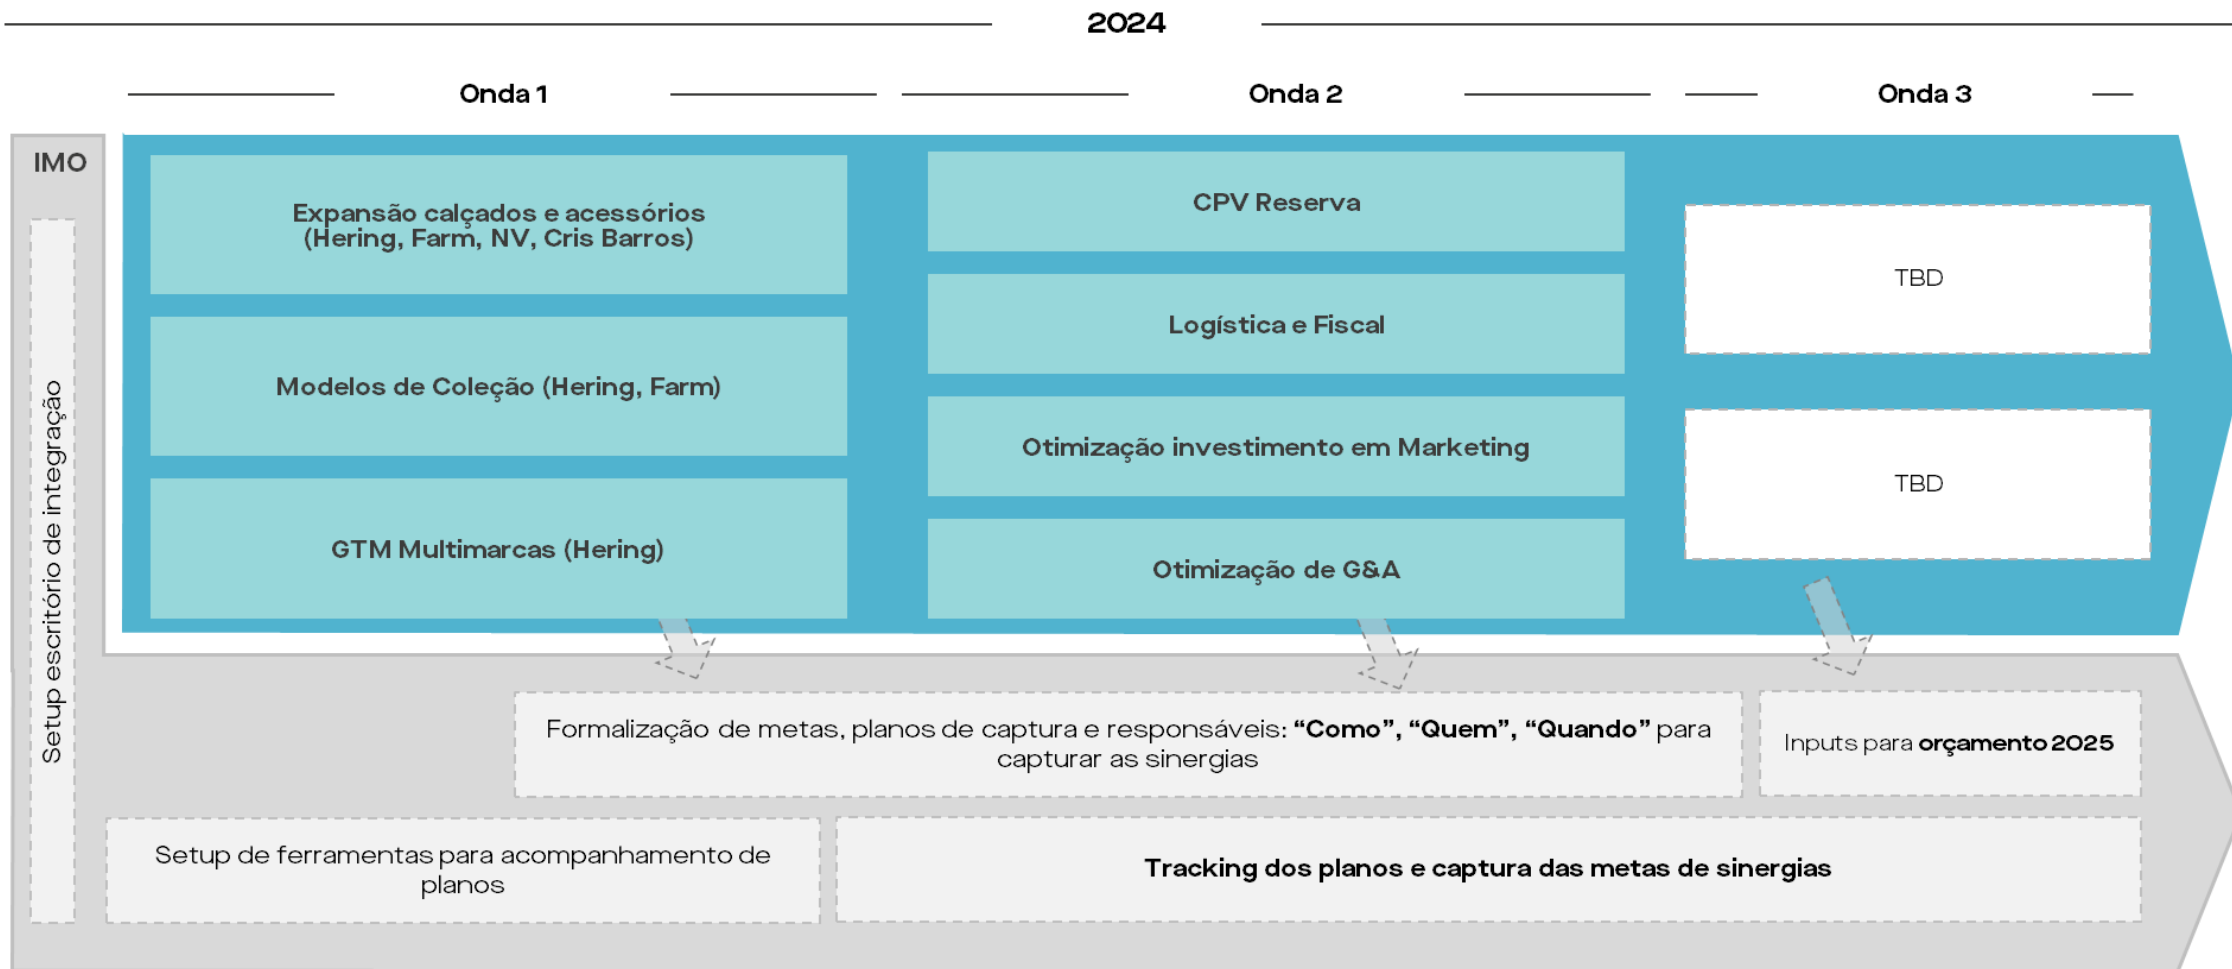 2024
Onda 1
Onda 2
Onda 3
IMO
Setup escritório de integração
Expansão calçados e acessórios
(Hering, Farm, NV, Cris Barros)
Modelos de Coleção (Hering, Farm)
GTM Multimarcas (Hering)
CPV Reserva
Logística e Fiscal
Otimização investimento em Marketing
Otimização de G&A
TBD
TBD
Formalização de metas, planos de captura e responsáveis: “Como”, “Quem”, “Quando” para
capturar as sinergias
Inputs para orçamento 2025
Setup de ferramentas para acompanhamento de
planos
Tracking dos planos e captura das metas de sinergias